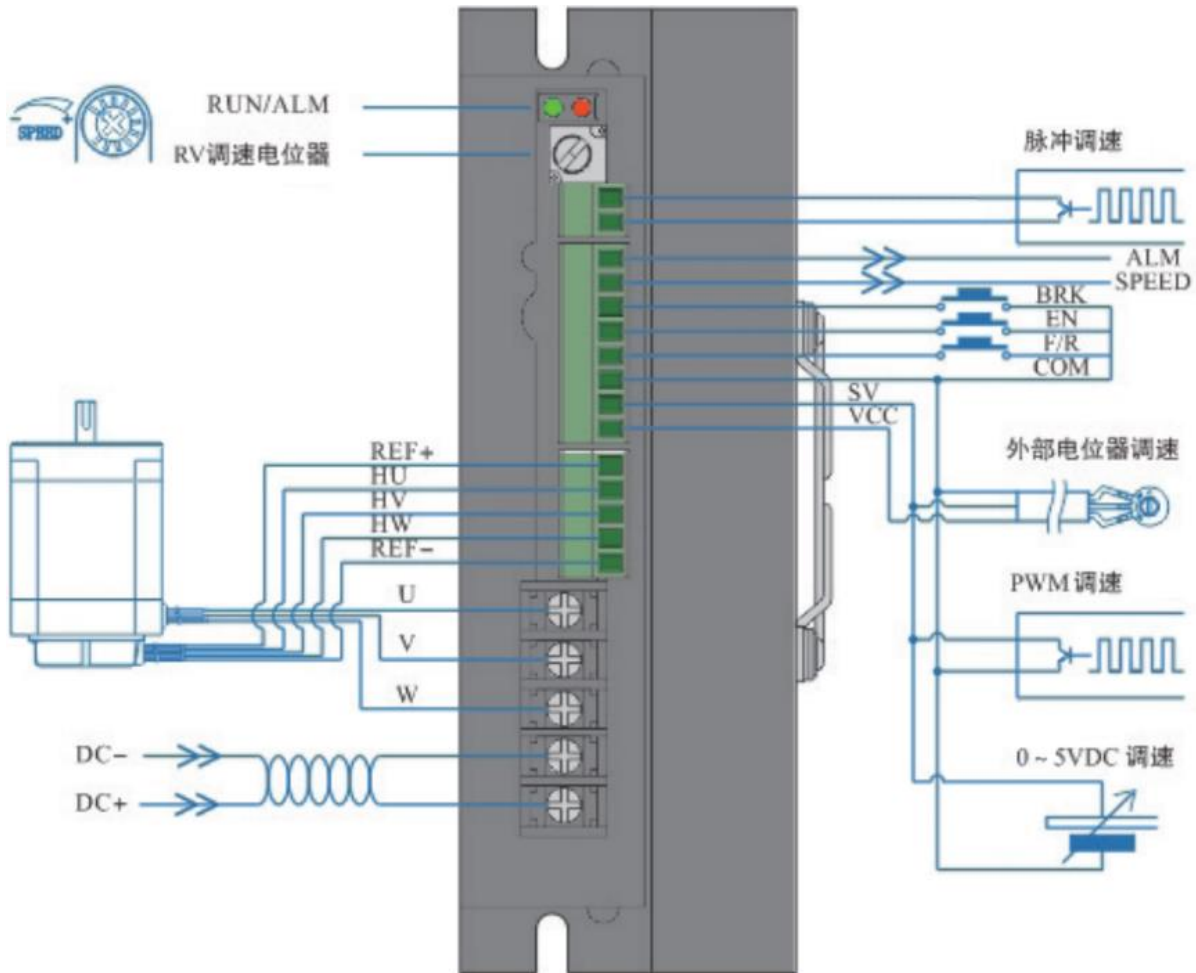 RUN/ALM
SPEED
RV调速电位器
脉冲调速
ALM
SPEED
BRK
EN
F/R
COM
SV
VCC
外部电位器调速
REF+
HU
HV
HW
REF-
U
PWM调速
V
W
DC-
0~5VDC 调速
DC+